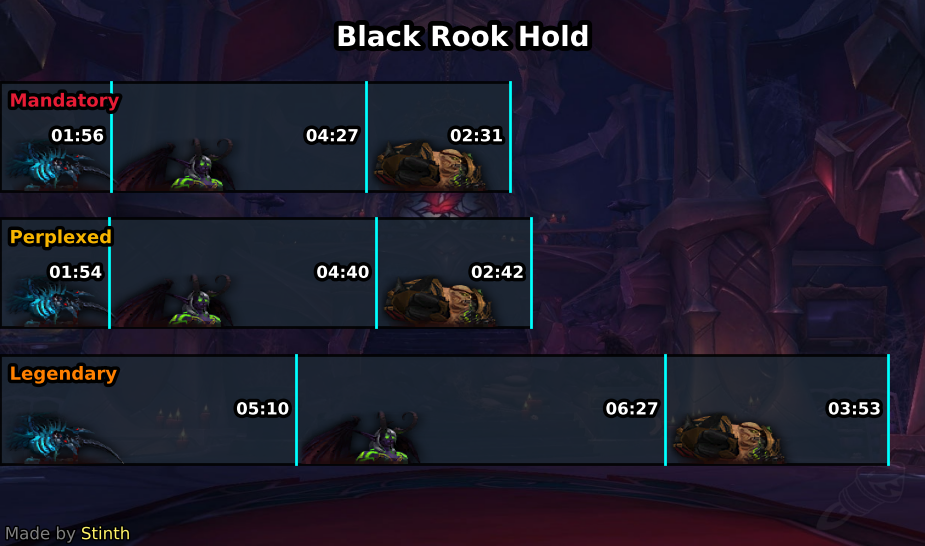 Black Rook Hold
Mandatory
01:56 04:27 02:31
Perplexed
01:54 04:40 02:42
Legendary
05:10 06:27 03:53
Made by Stinth